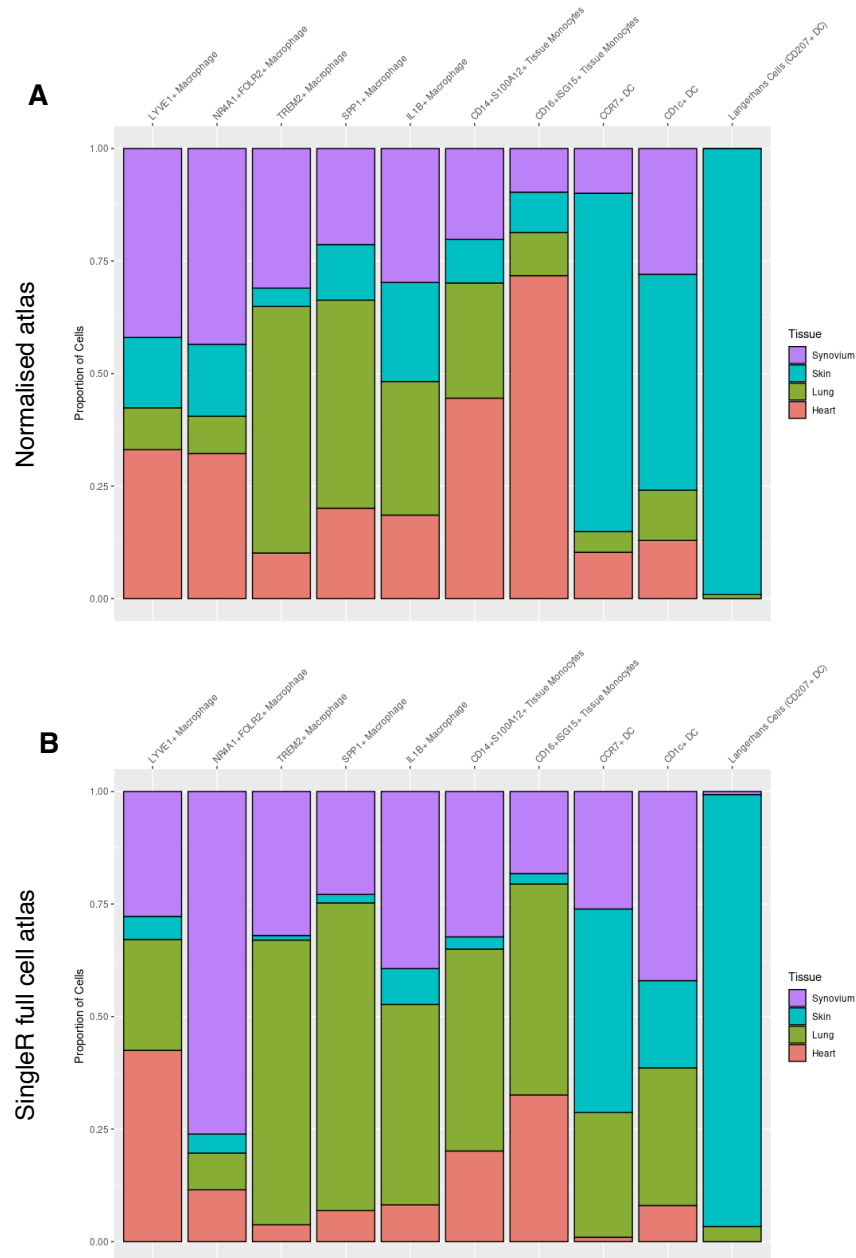 A
LYVE1+ Macrophage
NR4A1+FOLR2+ Macrophage
TREM2+ Macrophage
SPP1+ Macrophage
IL1B+ Macrophage
CD14+S100A12+ Tissue Monocytes
CD16+ISG15+ Tissue Monocytes
CCR7+ DC
CD1c+ DC
Langerhans Cells (CD207+ DC)
Normalised atlas
Proportion of Cells
1.00
0.75
0.50
0.25
0.00
Tissue
Synovium
Skin
Lung
Heart
B
LYVE1+ Macrophage
NR4A1+FOLR2+ Macrophage
TREM2+ Macrophage
SPP1+ Macrophage
IL1B+ Macrophage
CD14+S100A12+ Tissue Monocytes
CD16+ISG15+ Tissue Monocytes
CCR7+ DC
CD1c+ DC
Langerhans Cells (CD207+ DC)
SingleR full cell atlas
Proportion of Cells
1.00
0.75
0.50
0.25
0.00
Tissue
Synovium
Skin
Lung
Heart